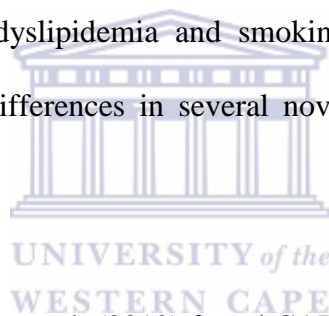 dyslipidemia and smokin
ifferences in several nov
UNIVERSITY of the
WESTERN CAPE